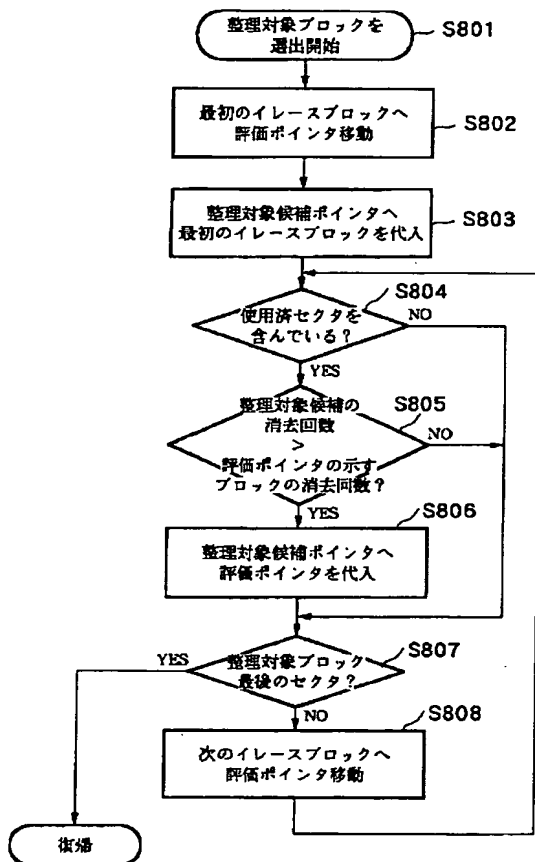 整理対象ブロックを
選出開始
S801
最初のイレースブロックへ
評価ポインタ移動
S802
整理対象候補ポインタへ
最初のイレースブロックを代入
S803
使用済セクタを
含んでいる?
S804
NO
YES
整理対象候補の
消去回数
>
評価ポインタの示す
ブロックの消去回数?
S805
NO
YES
整理対象候補ポインタへ
評価ポインタを代入
S806
整理対象ブロック
最後のセクタ?
S807
YES
NO
次のイレースブロックへ
評価ポインタ移動
S808
復帰